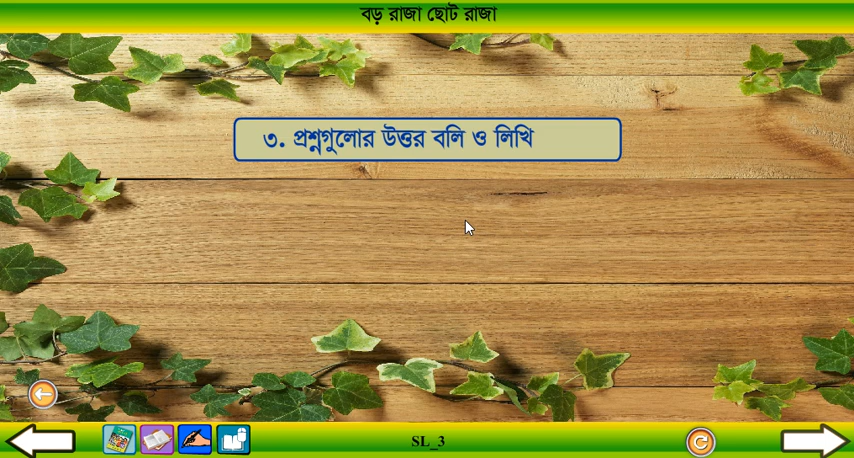 বড় রাজা ছোট রাজা
৩. প্রশ্নগুলোর উত্তর বলি ও লিখি
SL_3